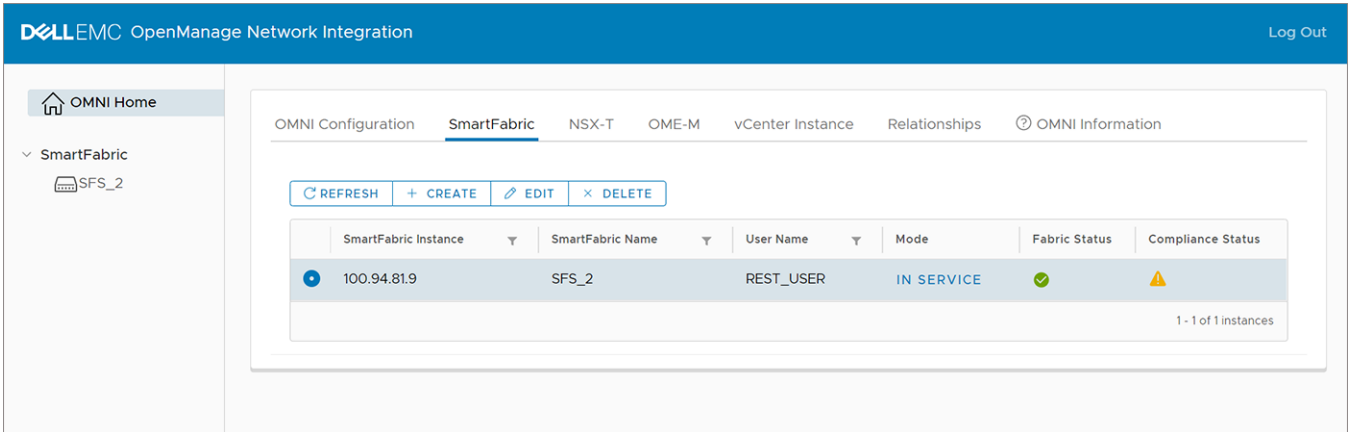 DELLEMC OpenManage Network Integration
Log Out
OMNI Home
SmartFabric
SFS_2
OMNI Configuration SmartFabric NSX-T OME-M vCenter Instance Relationships ? OMNI Information
REFRESH + CREATE EDIT × DELETE
SmartFabric Instance SmartFabric Name User Name Mode Fabric Status Compliance Status
100.94.81.9 SFS_2 REST_USER IN SERVICE
1 - 1 of 1 instances